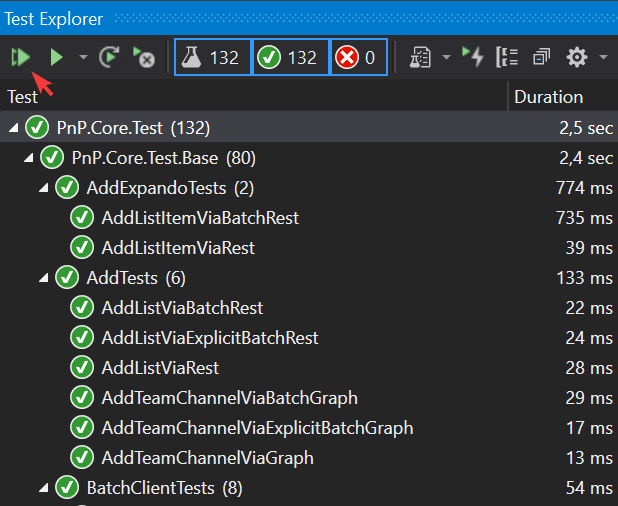 Test Explorer
132 132 0
Test Duration
PnP.Core.Test (132) 2,5 sec
PnP.Core.Test.Base (80) 2,4 sec
AddExpandoTests (2) 774 ms
AddListItemViaBatchRest 735 ms
AddListItemViaRest 39 ms
AddTests (6) 133 ms
AddListViaBatchRest 22 ms
AddListViaExplicitBatchRest 24 ms
AddListViaRest 28 ms
AddTeamChannelViaBatchGraph 29 ms
AddTeamChannelViaExplicitBatchGraph 17 ms
AddTeamChannelViaGraph 13 ms
BatchClientTests (8) 54 ms